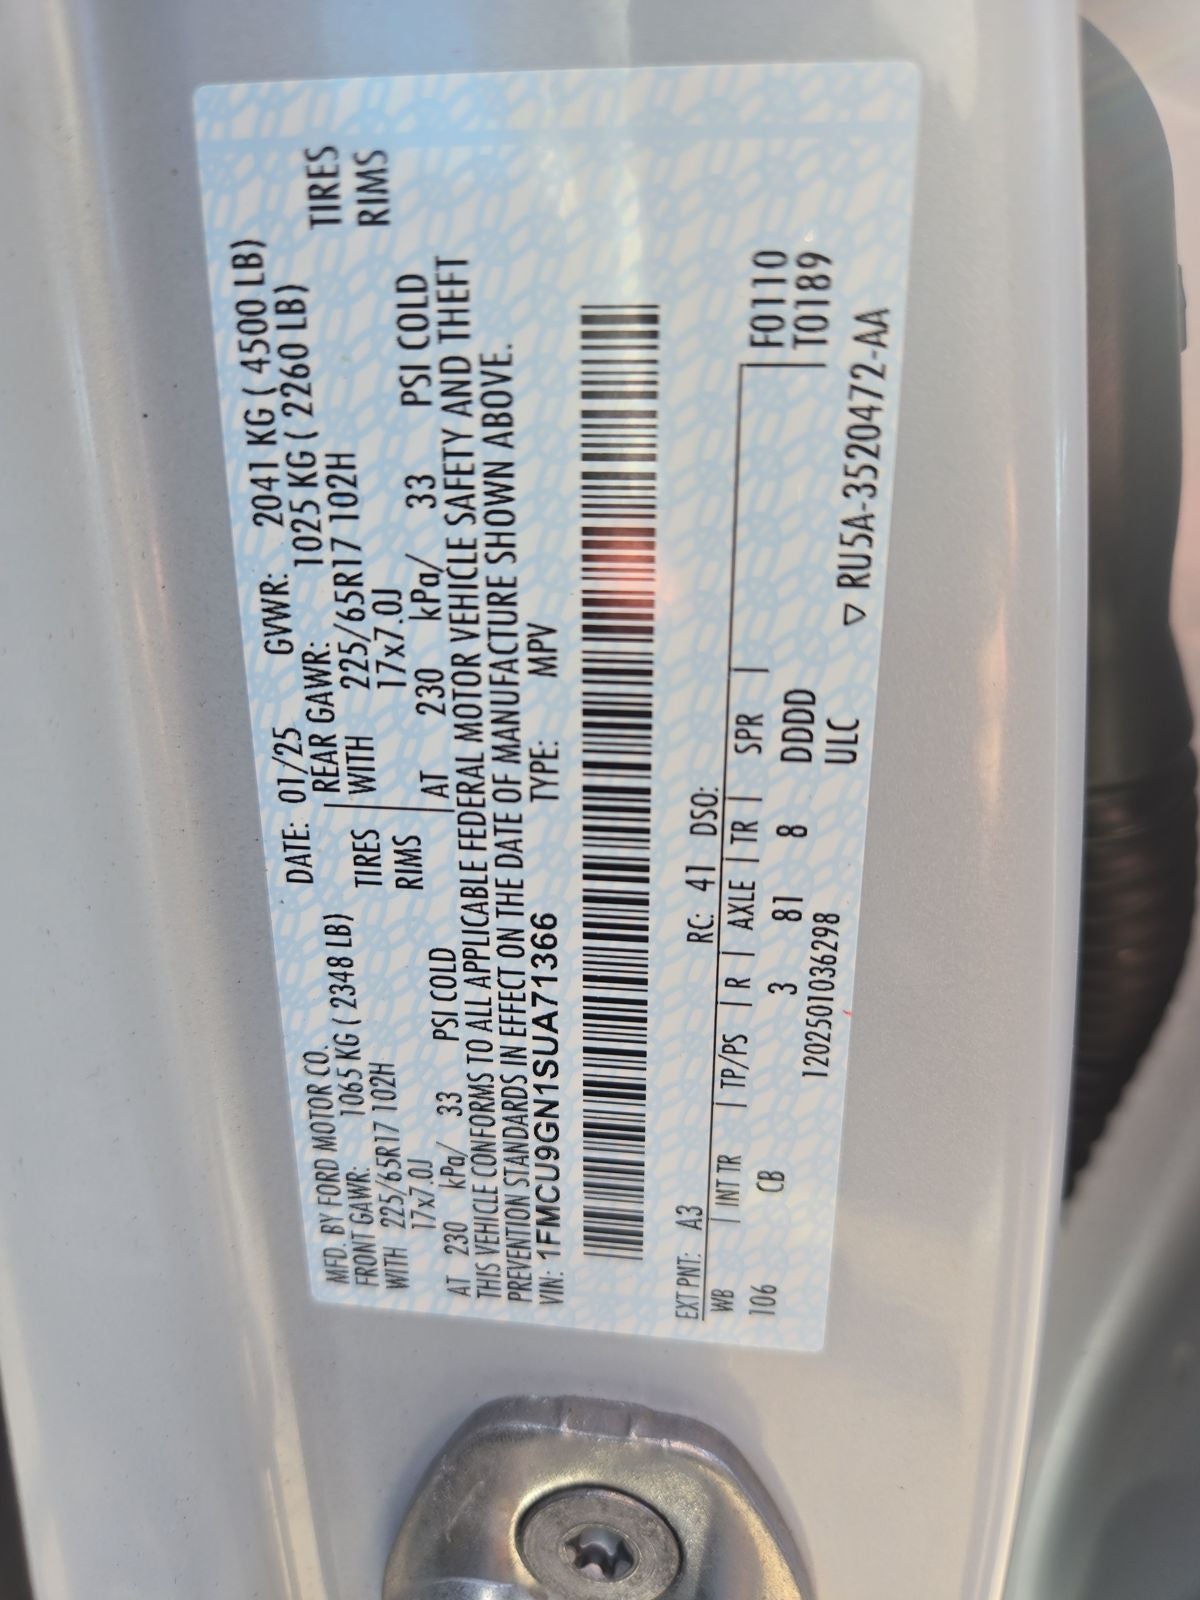 MFD. BY FORD MOTOR CO. DATE: 01/25 GVWR: 2041 KG ( 4500 LB)
FRONT GAWR: 1065 KG ( 2348 LB) REAR GAWR: 1025 KG ( 2260 LB)
WITH 225/65R17 102H TIRES WITH 225/65R17 102H TIRES
17x7.0J RIMS 17x7.0J RIMS
AT 230 kPa/ 33 PSI COLD AT 230 kPa/ 33 PSI COLD
THIS VEHICLE CONFORMS TO ALL APPLICABLE FEDERAL MOTOR VEHICLE SAFETY AND THEFT
PREVENTION STANDARDS IN EFFECT ON THE DATE OF MANUFACTURE SHOWN ABOVE.
VIN: 1FMCU9GN1SUA71366 TYPE: MPV
EXT PNT: A3 RC: 41 DSO:
WB | INT TR | TP/PS | R | AXLE | TR | SPR | F0110
106 CB 3 81 8 DDDD T0189
1202501036298 ULC
▽ RU5A-3520472-AA